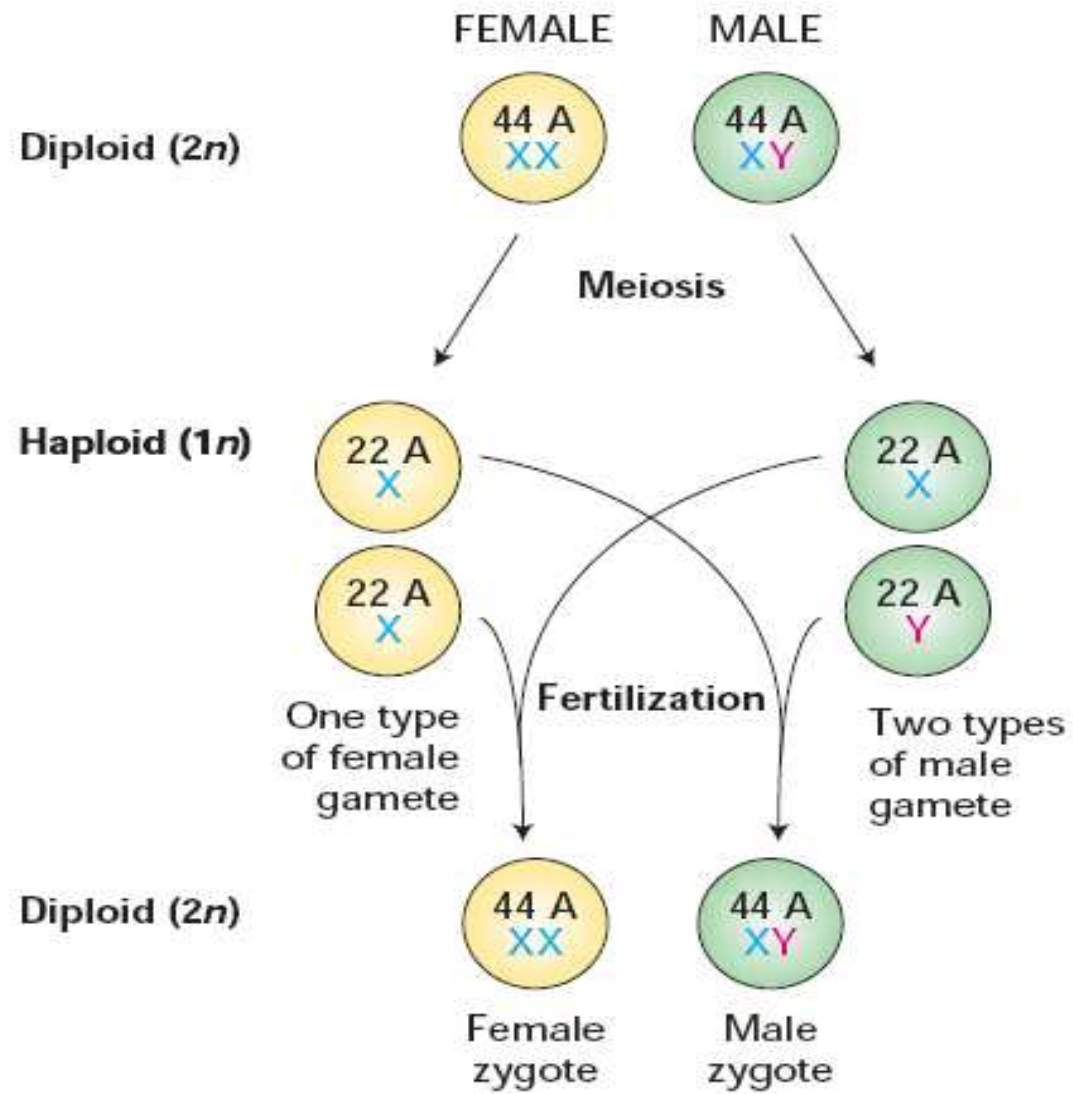 FEMALE MALE
Diploid (2n)
44 A
XX
44 A
XY
Meiosis
Haploid (1n)
22 A
X
22 A
X
22 A
X
22 A
Y
One type
of female
gamete
Fertilization
Two types
of male
gamete
Diploid (2n)
44 A
XX
44 A
XY
Female
zygote
Male
zygote